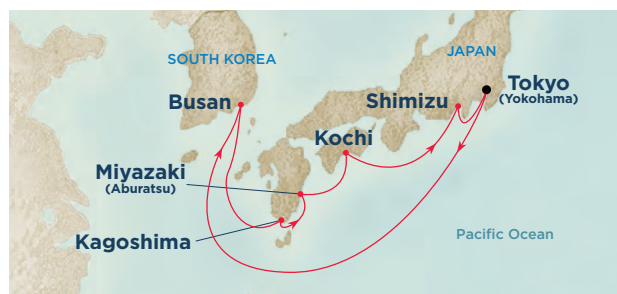 SOUTH KOREA
JAPAN
Tokyo
(Yokohama)
Busan
Shimizu
Kochi
Miyazaki
(Aburatsu)
Kagoshima
Pacific Ocean